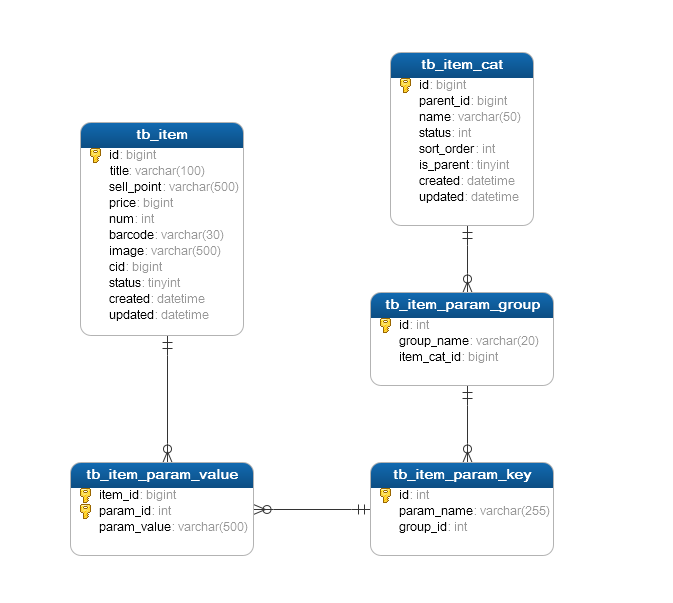 tb_item_cat
id: bigint
parent_id: bigint
name: varchar(50)
status: int
sort_order: int
is_parent: tinyint
created: datetime
updated: datetime
tb_item
id: bigint
title: varchar(100)
sell_point: varchar(500)
price: bigint
num: int
barcode: varchar(30)
image: varchar(500)
cid: bigint
status: tinyint
created: datetime
updated: datetime
tb_item_param_group
id: int
group_name: varchar(20)
item_cat_id: bigint
tb_item_param_value
item_id: bigint
param_id: int
param_value: varchar(500)
tb_item_param_key
id: int
param_name: varchar(255)
group_id: int